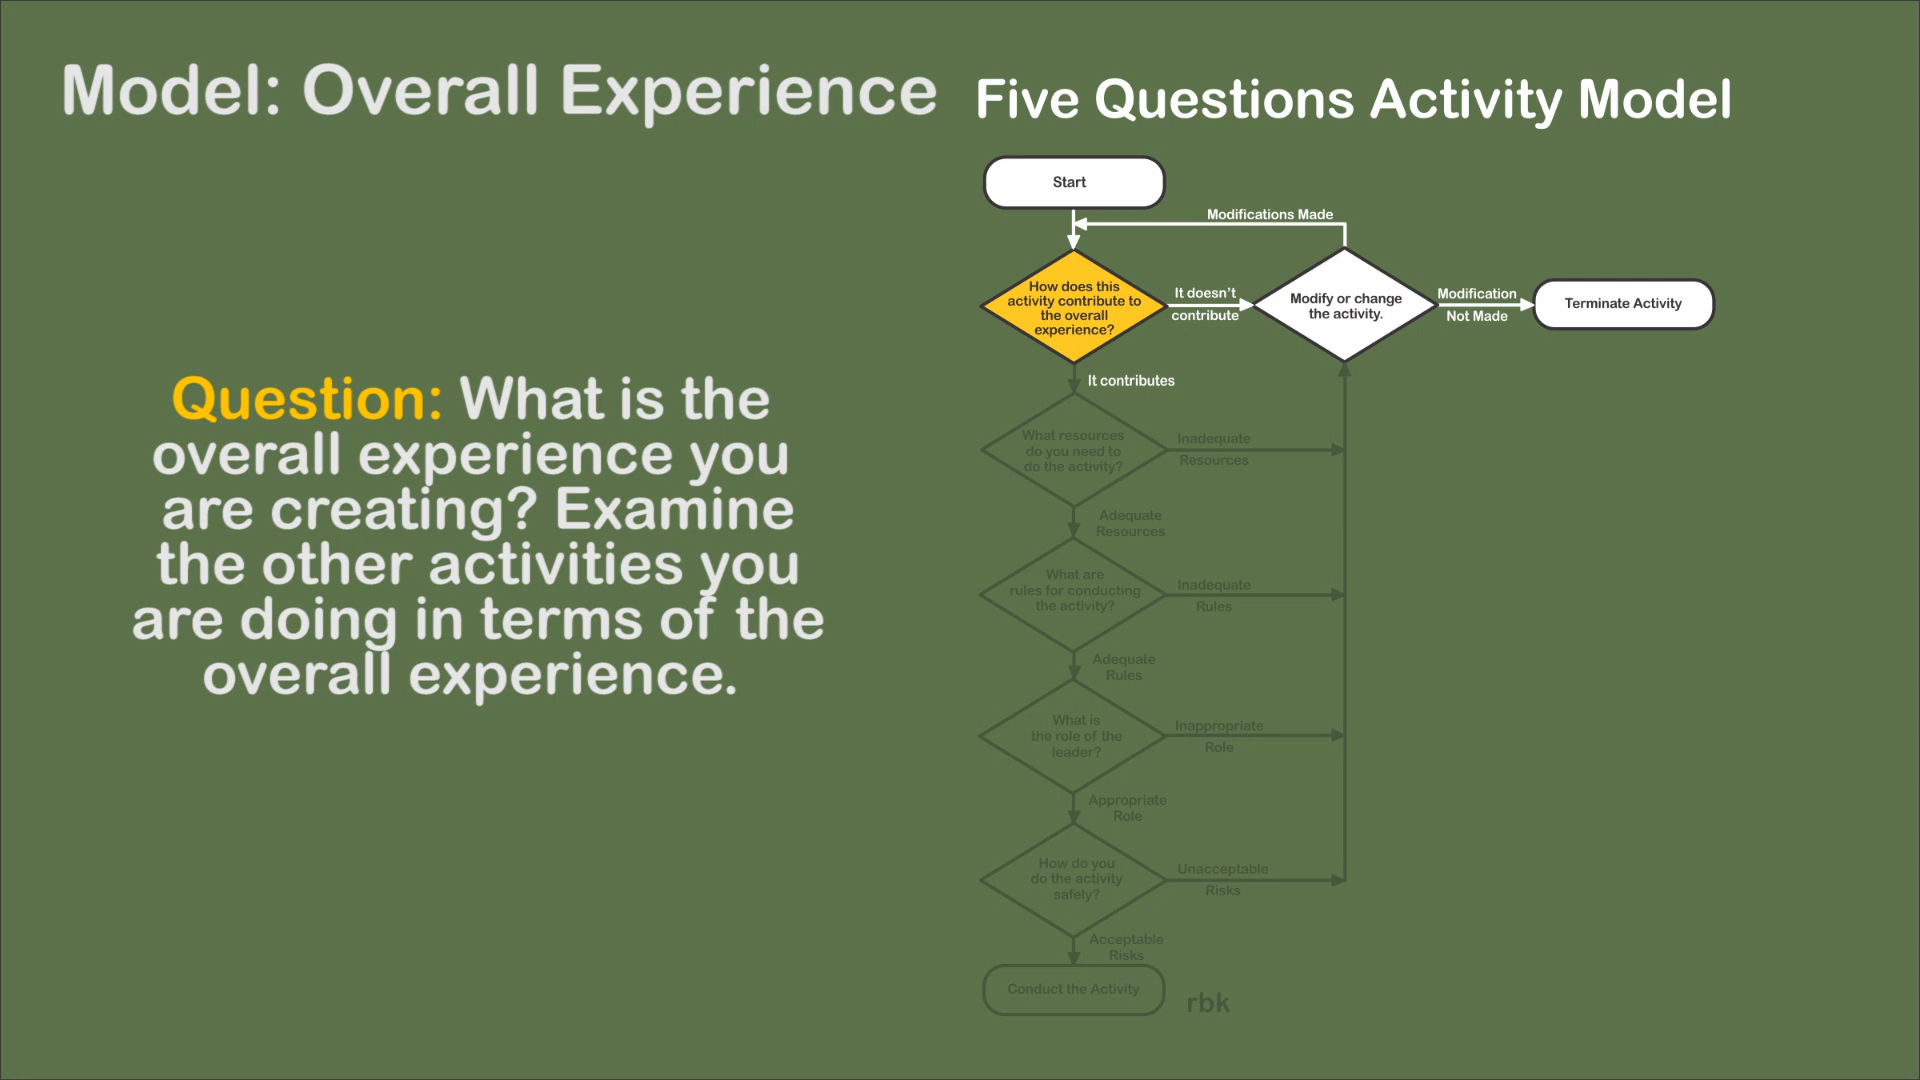 Model: Overall Experience
Question: What is the
overall experience you
are creating? Examine
the other activities you
are doing in terms of the
overall experience.
Five Questions Activity Model
Start
Modifications Made
How does this
activity contribute to
the overall
experience?
It doesn't
contribute
Modify or change
the activity.
Modification
Not Made
Terminate Activity
It contributes
What resources
do you need to
do the activity?
Inadequate
Resources
Adequate
Resources
What are
rules for conducting
the activity?
Inadequate
Rules
Adequate
Rules
What is
the role of the
leader?
Inappropriate
Role
Appropriate
Role
How do you
do the activity
safely?
Unacceptable
Risks
Acceptable
Risks
Conduct the Activity
rbk